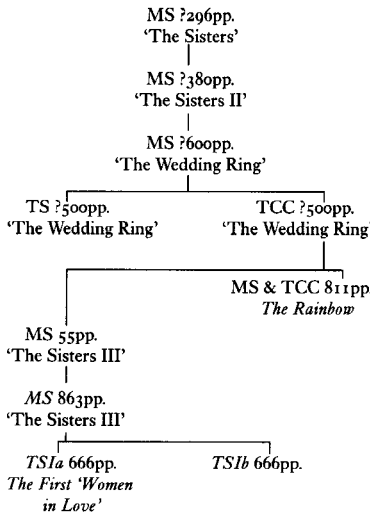 MS ?296pp.
'The Sisters'
MS ?380pp.
'The Sisters II'
MS ?600pp.
'The Wedding Ring'
TS ?500pp.
'The Wedding Ring'
TCC ?500pp.
'The Wedding Ring'
MS & TCC 811pp
The Rainbow
MS 55pp.
'The Sisters III'
MS 863pp.
'The Sisters III'
TSIa 666pp.
The First 'Women
in Love'
TSIb 666pp.